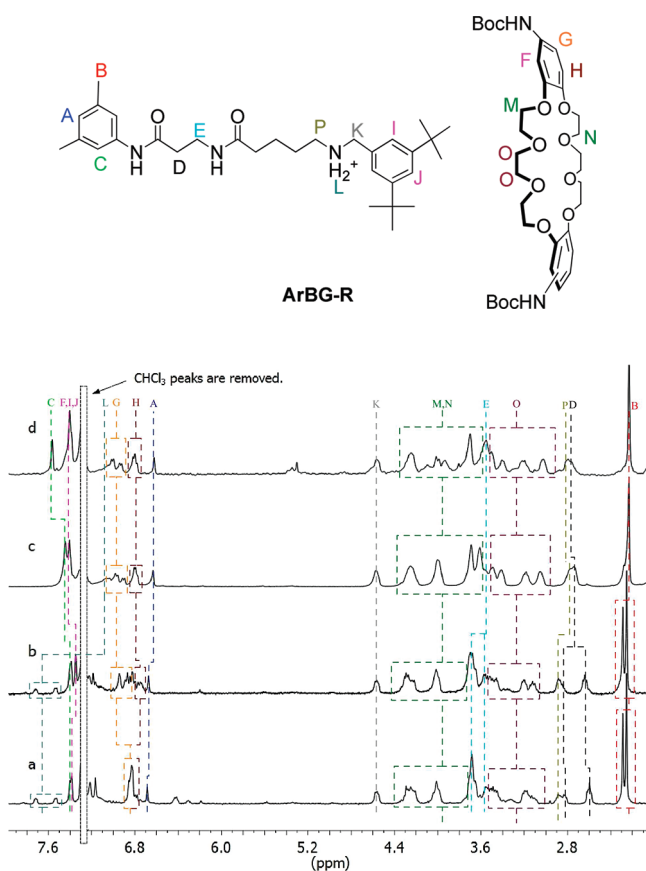 B
A
C
O
N
H
D
E
N
H
O
P
N
H2
+
L
K
I
J
BocHN
G
F
H
M
O
O
N
O
O
O
O
O
O
O
O
BocHN
ArBG-R
CHCl3 peaks are removed.
C F,I,J L G H A K M,N E O P D B
d
c
b
a
7.6 6.8 6.0 5.2 4.4 3.6 2.8
(ppm)